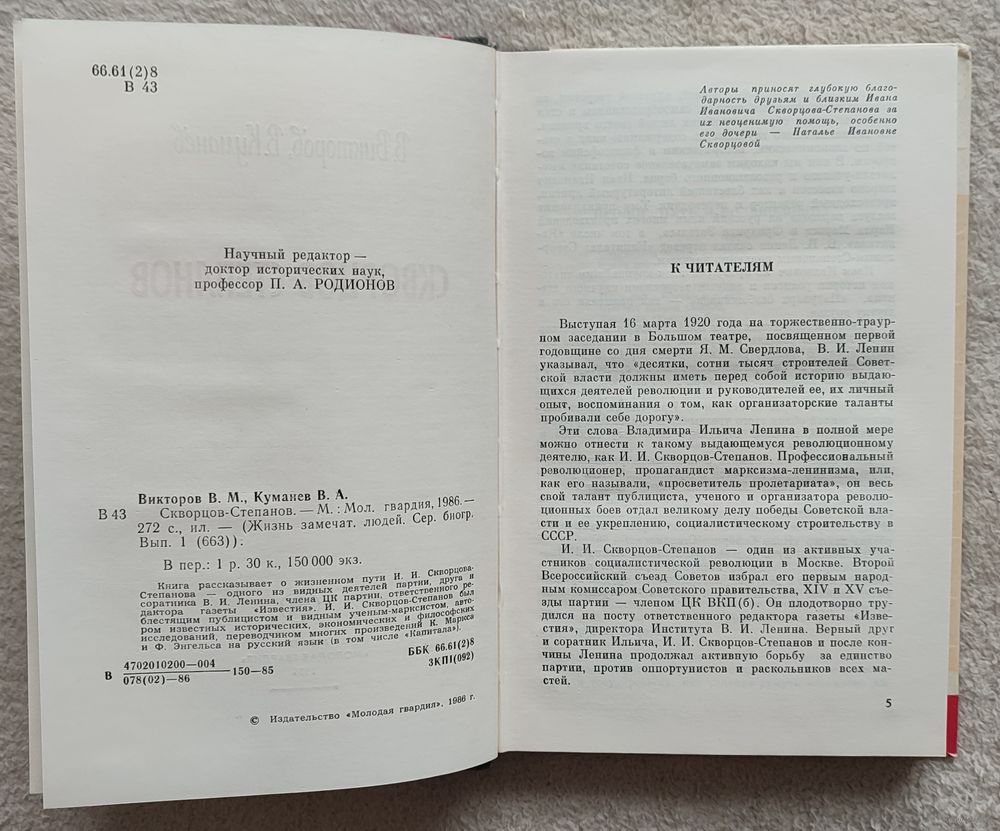 66.61(2)8
В 43
Научный редактор —
доктор исторических наук,
профессор П. А. РОДИОНОВ
Викторов В. М., Куманев В. А.
В 43 Скворцов-Степанов. — М.: Мол. гвардия, 1986. —
272 с., ил. — (Жизнь замечат. людей. Сер. биогр.
Вып. 1 (663)).
В пер.: 1 р. 30 к., 150 000 экз.
Книга рассказывает о жизненном пути И. И. Скворцова-
Степанова — одного из видных деятелей партии, друга и
соратника В. И. Ленина, члена ЦК партии, ответственного ре-
дактора газеты «Известия». И. И. Скворцов-Степанов был
блестящим публицистом и видным ученым-марксистом, авто-
ром известных исторических, экономических и философских
исследований, переводчиком многих произведений К. Маркса
и Ф. Энгельса на русский язык (в том числе «Капитала»).
В 4702010200—004
078(02)—86 150—85
ББК 66.61(2)8
3КП1(092)
© Издательство «Молодая гвардия», 1986 г.
Авторы приносят глубокую благо-
дарность друзьям и близким Ивана
Ивановича Скворцова-Степанова за
их неоценимую помощь, особенно
его дочери — Наталье Ивановне
Скворцовой
К ЧИТАТЕЛЯМ
Выступая 16 марта 1920 года на торжественно-траур-
ном заседании в Большом театре, посвященном первой
годовщине со дня смерти Я. М. Свердлова, В. И. Ленин
указывал, что «десятки, сотни тысяч строителей Совет-
ской власти должны иметь перед собой историю выдаю-
щихся деятелей революции и руководителей ее, их личный
опыт, воспоминания о том, как организаторские таланты
пробивали себе дорогу».
Эти слова Владимира Ильича Ленина в полной мере
можно отнести к такому выдающемуся революционному
деятелю, как И. И. Скворцов-Степанов. Профессиональный
революционер, пропагандист марксизма-ленинизма, или,
как его называли, «просветитель пролетариата», он весь
свой талант публициста, ученого и организатора револю-
ционных боев отдал великому делу победы Советской вла-
сти и ее укреплению, социалистическому строительству в
СССР.
И. И. Скворцов-Степанов — один из активных уча-
стников социалистической революции в Москве. Второй
Всероссийский съезд Советов избрал его первым народ-
ным комиссаром Советского правительства, XIV и XV съ-
езды партии — членом ЦК ВКП(б). Он плодотворно тру-
дился на посту ответственного редактора газеты «Изве-
стия», директора Института В. И. Ленина. Верный друг
и соратник Ильича, И. И. Скворцов-Степанов и после кон-
чины Ленина продолжал активную борьбу за единство
партии, против оппортунистов и раскольников всех ма-
стей.
5